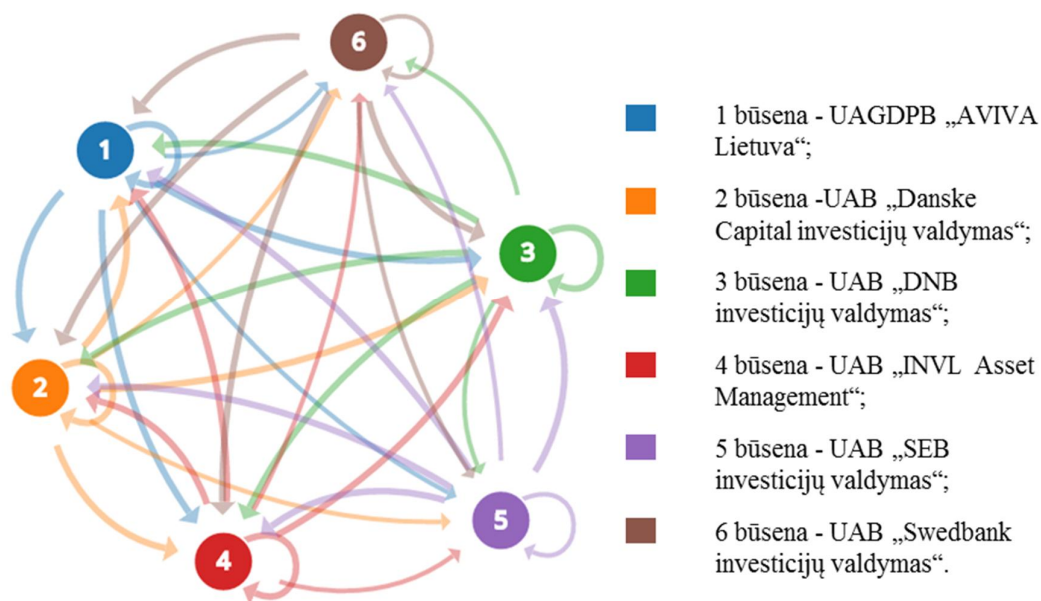 6
1
3
2
5
4
1 būsena - UAGDPB „AVIVA
Lietuva“;
2 būsena -UAB „Danske
Capital investicijų valdymas“;
3 būsena - UAB „DNB
investicijų valdymas“;
4 būsena - UAB „INVL Asset
Management“;
5 būsena - UAB „SEB
investicijų valdymas“;
6 būsena - UAB „Swedbank
investicijų valdymas“.